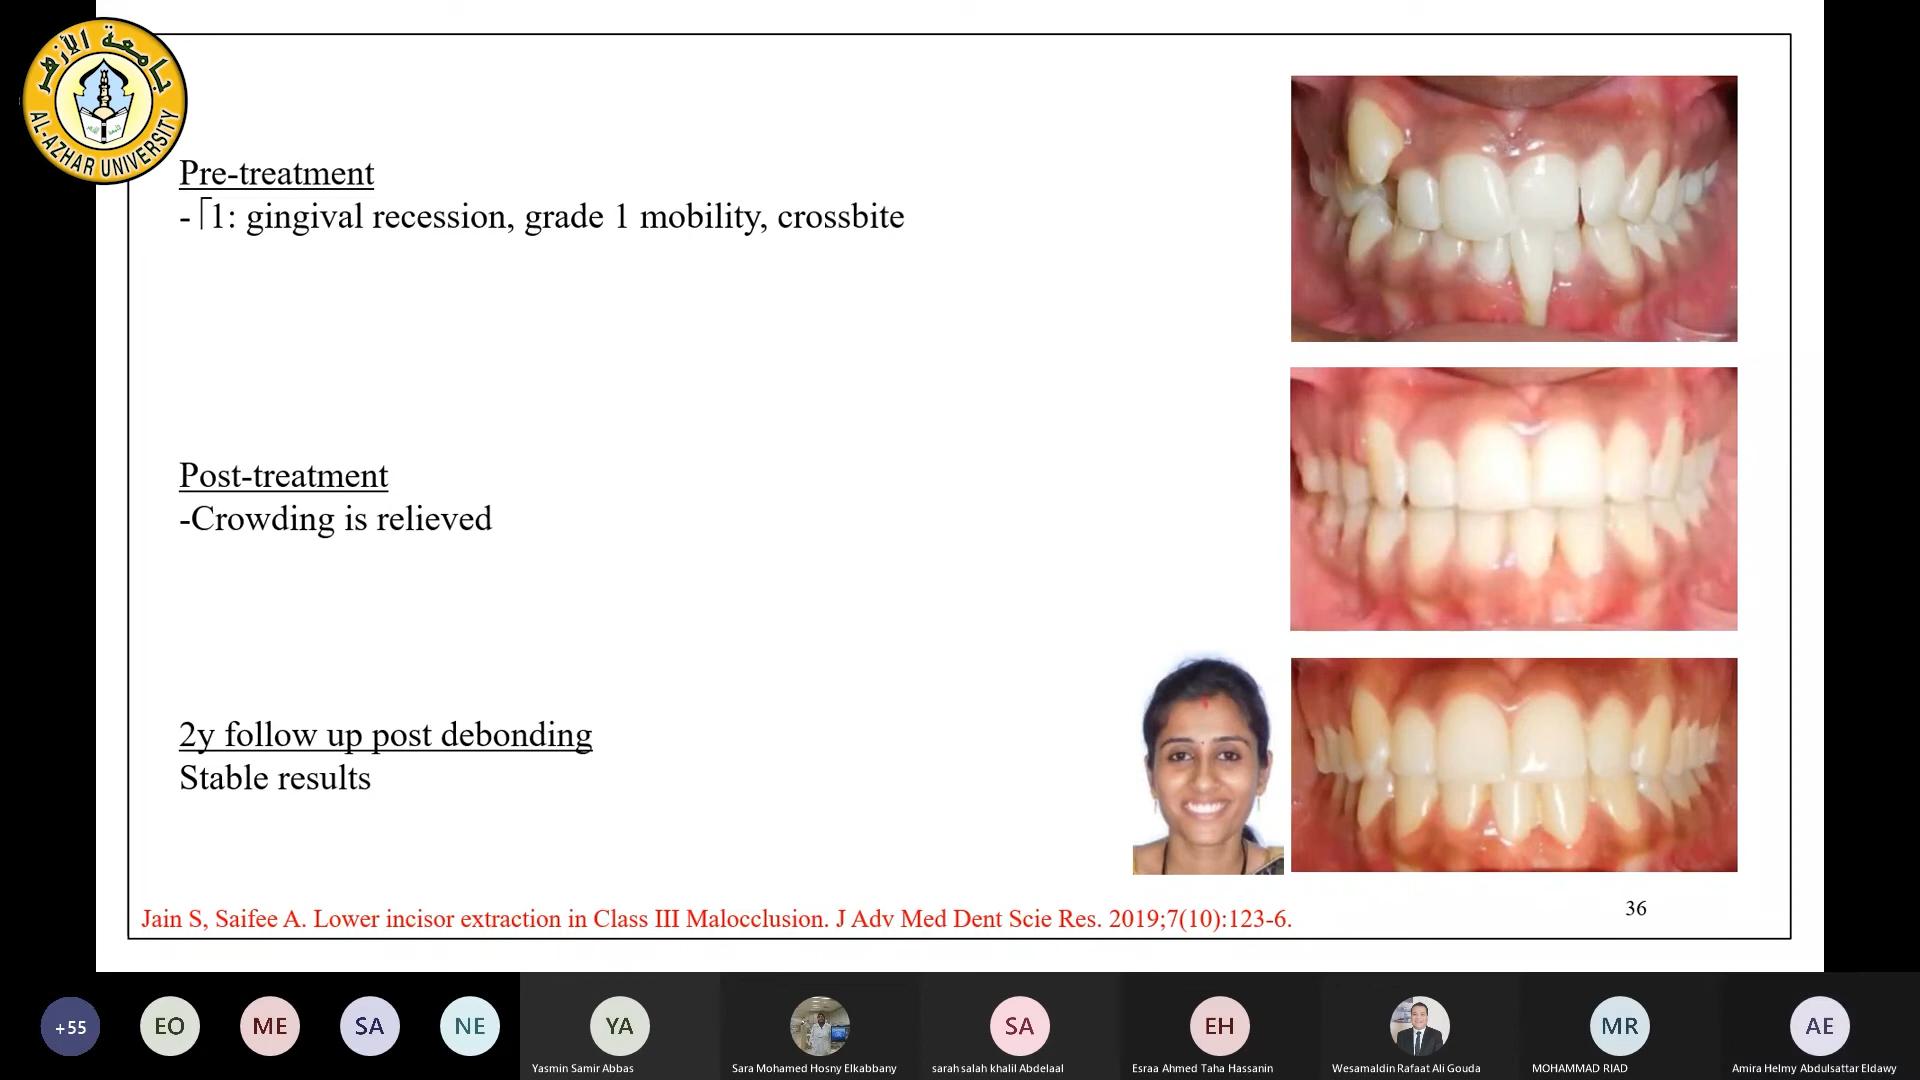 جامعة الأزهر
AL-AZHAR UNIVERSITY
Pre-treatment
- ⎾1: gingival recession, grade 1 mobility, crossbite
Post-treatment
-Crowding is relieved
2y follow up post debonding
Stable results
Jain S, Saifee A. Lower incisor extraction in Class III Malocclusion. J Adv Med Dent Scie Res. 2019;7(10):123-6.
36
+55
EO
ME
SA
NE
YA
SA
EH
MR
AE
Yasmin Samir Abbas
Sara Mohamed Hosny Elkabbany
sarah salah khalil Abdelaal
Esraa Ahmed Taha Hassanin
Wesamaldin Rafaat Ali Gouda
MOHAMMAD RIAD
Amira Helmy Abdulsattar Eldawy